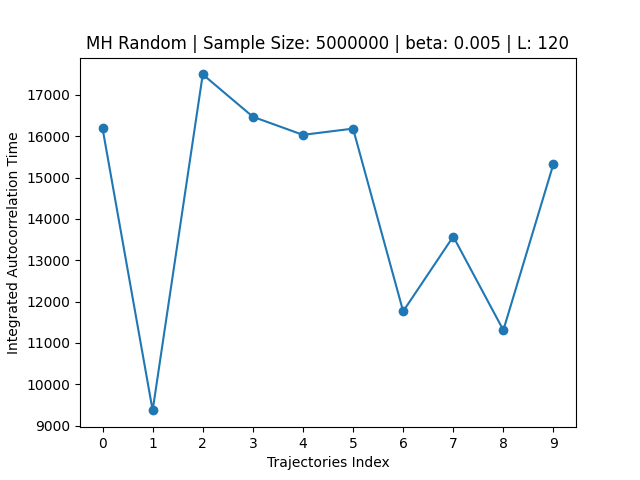 MH Random | Sample Size: 5000000 | beta: 0.005 | L: 120
Integrated Autocorrelation Time
17000
16000
15000
14000
13000
12000
11000
10000
9000
0 1 2 3 4 5 6 7 8 9
Trajectories Index